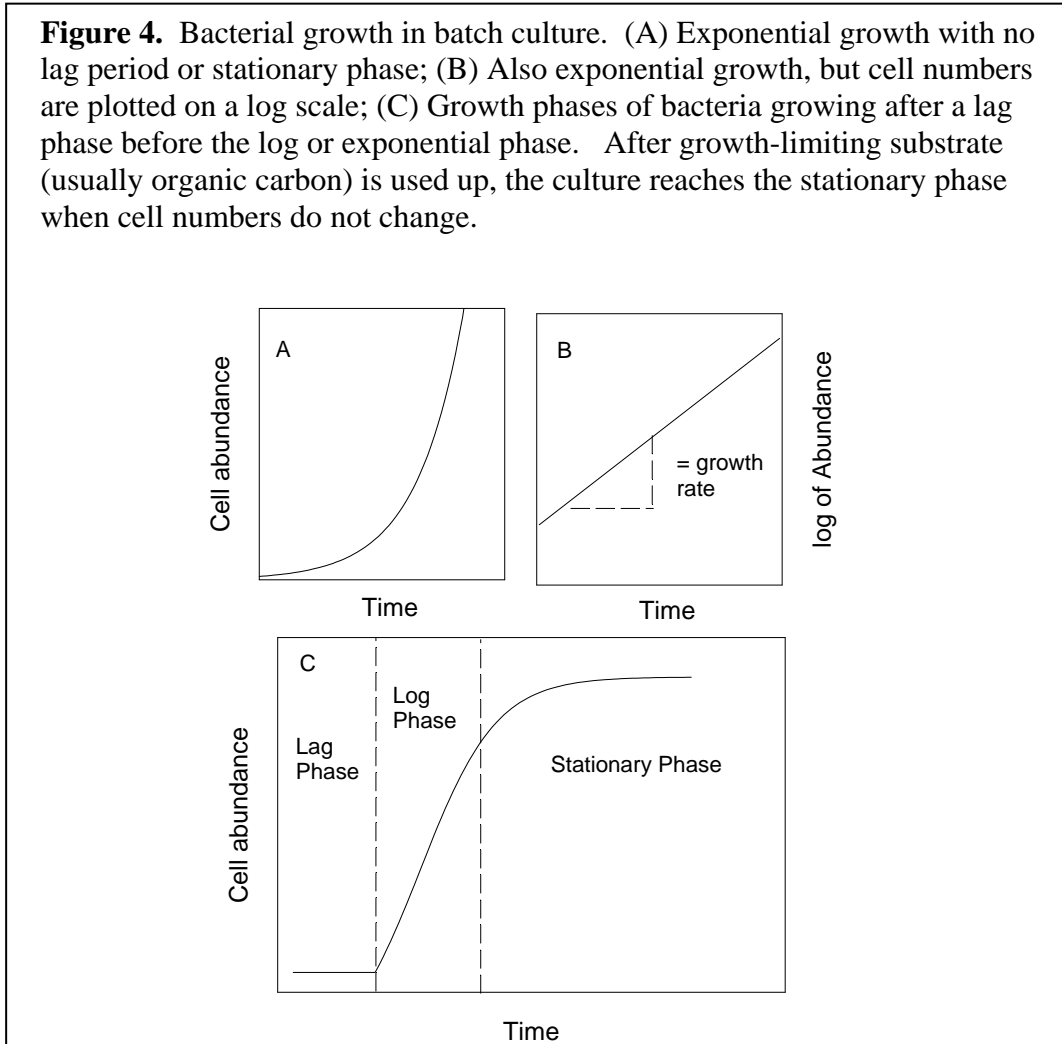 Figure 4.  Bacterial growth in batch culture.  (A) Exponential growth with no
lag period or stationary phase; (B) Also exponential growth, but cell numbers
are plotted on a log scale; (C) Growth phases of bacteria growing after a lag
phase before the log or exponential phase.   After growth-limiting substrate
(usually organic carbon) is used up, the culture reaches the stationary phase
when cell numbers do not change.
A
Cell abundance
Time
B
= growth
rate
log of Abundance
Time
C
Lag
Phase
Log
Phase
Stationary Phase
Cell abundance
Time